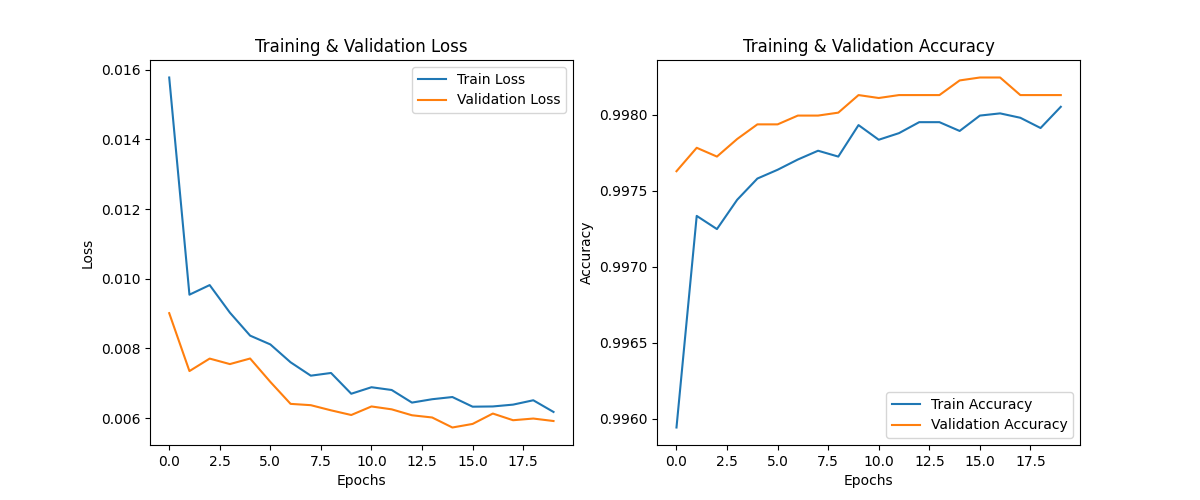 Training & Validation Loss
Train Loss
Validation Loss
0.016
0.014
0.012
0.010
0.008
0.006
Loss
0.0 2.5 5.0 7.5 10.0 12.5 15.0 17.5
Epochs
Training & Validation Accuracy
0.9980
0.9975
0.9970
0.9965
0.9960
Accuracy
Train Accuracy
Validation Accuracy
0.0 2.5 5.0 7.5 10.0 12.5 15.0 17.5
Epochs